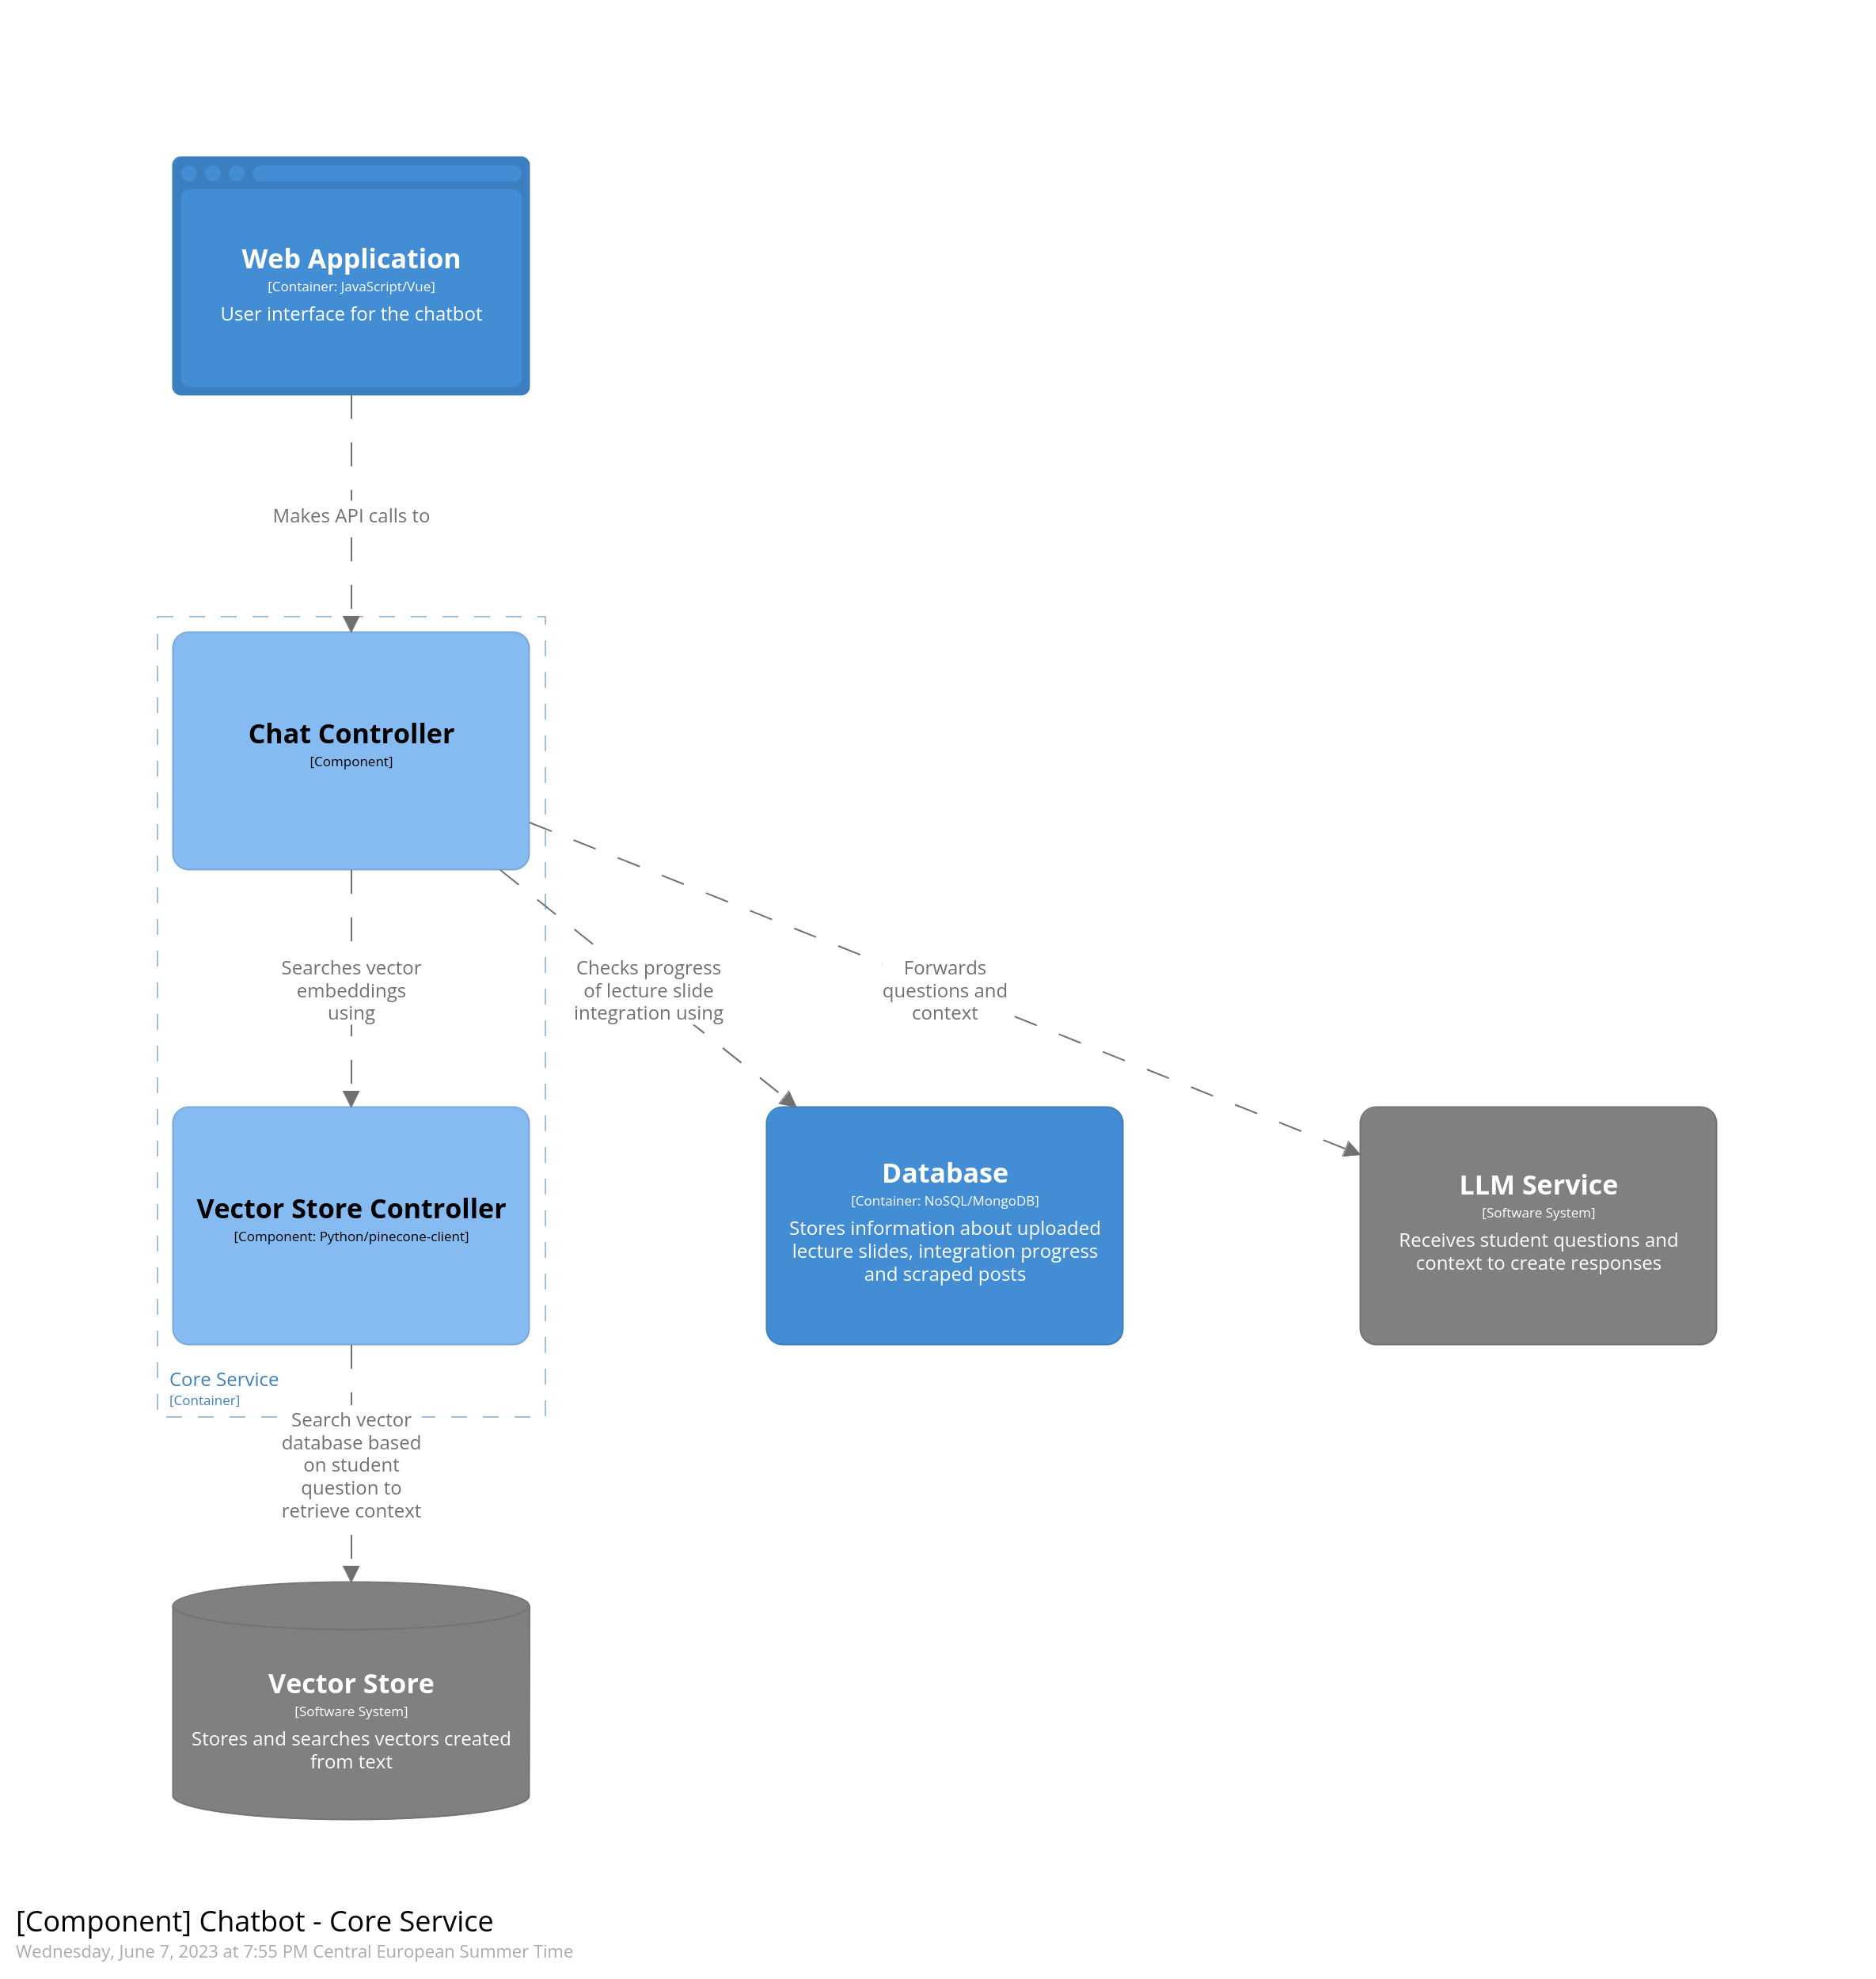 Web Application
[Container: JavaScript/Vue]
User interface for the chatbot
Makes API calls to
Chat Controller
[Component]
Searches vector
embeddings
using
Checks progress
of lecture slide
integration using
Forwards
questions and
context
Vector Store Controller
[Component: Python/pinecone-client]
Database
[Container: NoSQL/MongoDB]
Stores information about uploaded
lecture slides, integration progress
and scraped posts
LLM Service
[Software System]
Receives student questions and
context to create responses
Core Service
[Container]
Search vector
database based
on student
question to
retrieve context
Vector Store
[Software System]
Stores and searches vectors created
from text
[Component] Chatbot - Core Service
Wednesday, June 7, 2023 at 7:55 PM Central European Summer Time